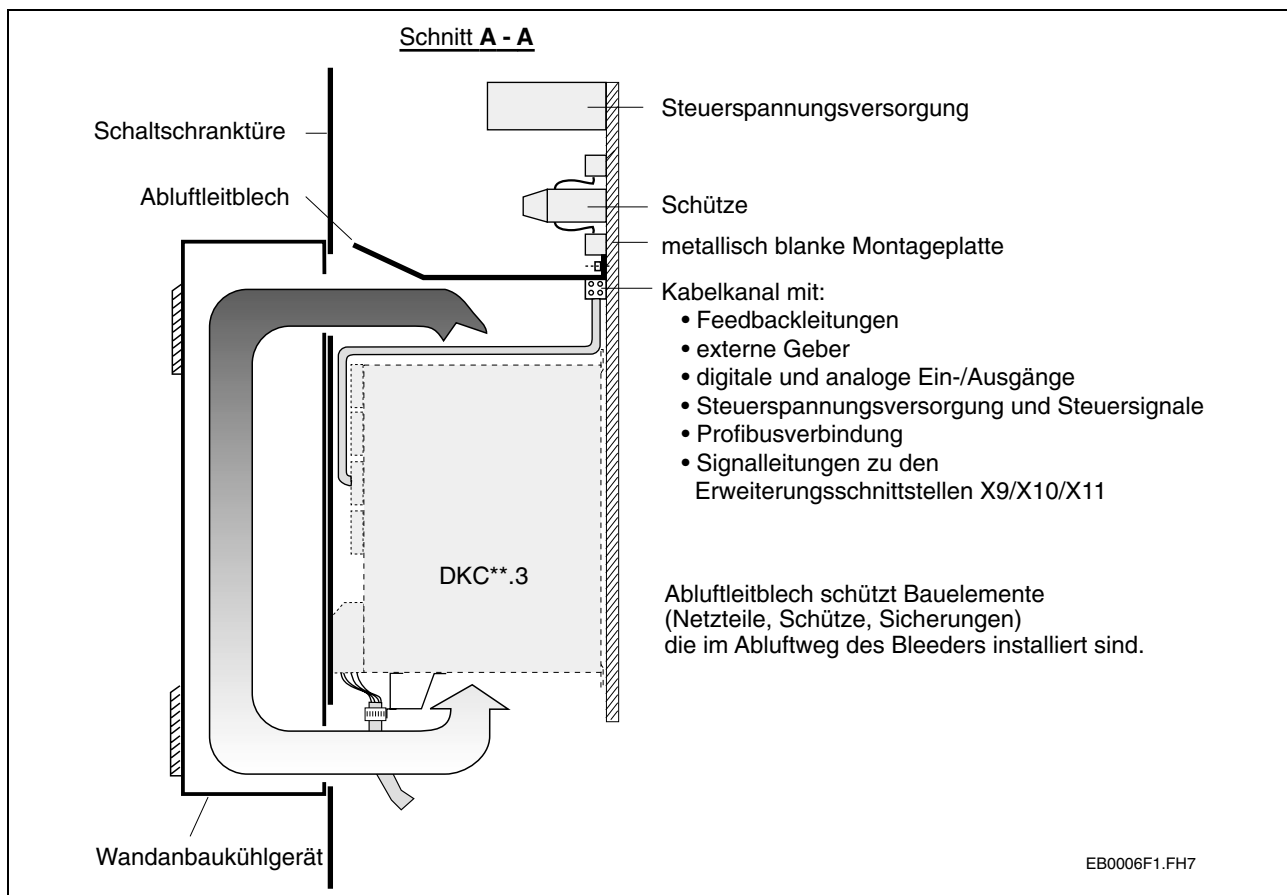 Schnitt A - A
Steuerspannungsversorgung
Schaltschranktüre
Abluftleitblech
Schütze
metallisch blanke Montageplatte
Kabelkanal mit:
• Feedbackleitungen
• externe Geber
• digitale und analoge Ein-/Ausgänge
• Steuerspannungsversorgung und Steuersignale
• Profibusverbindung
• Signalleitungen zu den
Erweiterungsschnittstellen X9/X10/X11
DKC**.3
Abluftleitblech schützt Bauelemente
(Netzteile, Schütze, Sicherungen)
die im Abluftweg des Bleeders installiert sind.
Wandanbaukühlgerät
EB0006F1.FH7